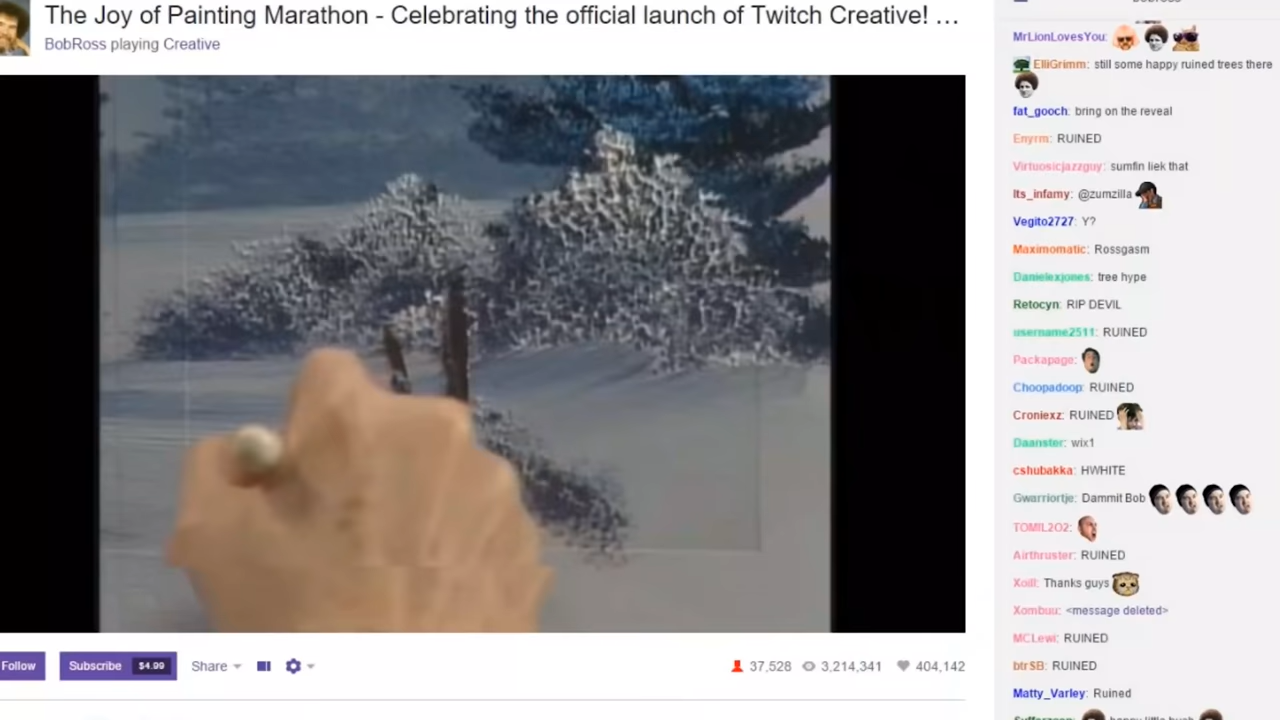 The Joy of Painting Marathon - Celebrating the official launch of Twitch Creative! ...
BobRoss playing Creative
MrLionLovesYou:
ElliGrimm: still some happy ruined trees there
fat_gooch: bring on the reveal
Enyrm: RUINED
Virtuosicjazzguy: sumfin liek that
Its_infamy: @zumzilla
Vegito2727: Y?
Maximomatic: Rossgasm
Danielexjones: tree hype
Retocyn: RIP DEVIL
username2511: RUINED
Packapage:
Choopadoop: RUINED
Croniexz: RUINED
Daanster: wix1
cshubakka: HWHITE
Gwarriortje: Dammit Bob
TOMIL2O2:
Airthruster: RUINED
Xoill: Thanks guys
Xombuu: <message deleted>
MCLewi: RUINED
btrSB: RUINED
Matty_Varley: Ruined
Follow
Subscribe $4.99
Share
37,528 3,214,341 404,142